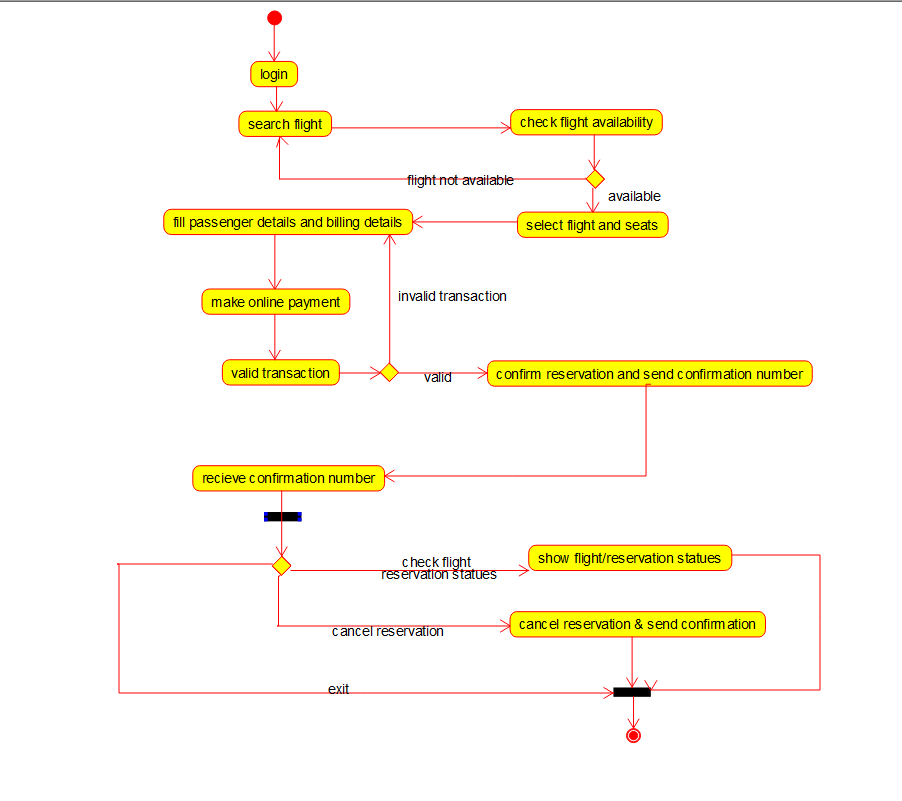 login
search flight
check flight availability
flight not available
available
fill passenger details and billing details
select flight and seats
invalid transaction
make online payment
valid transaction
valid
confirm reservation and send confirmation number
recieve confirmation number
check flight
reservation statues
show flight/reservation statues
cancel reservation
cancel reservation & send confirmation
exit